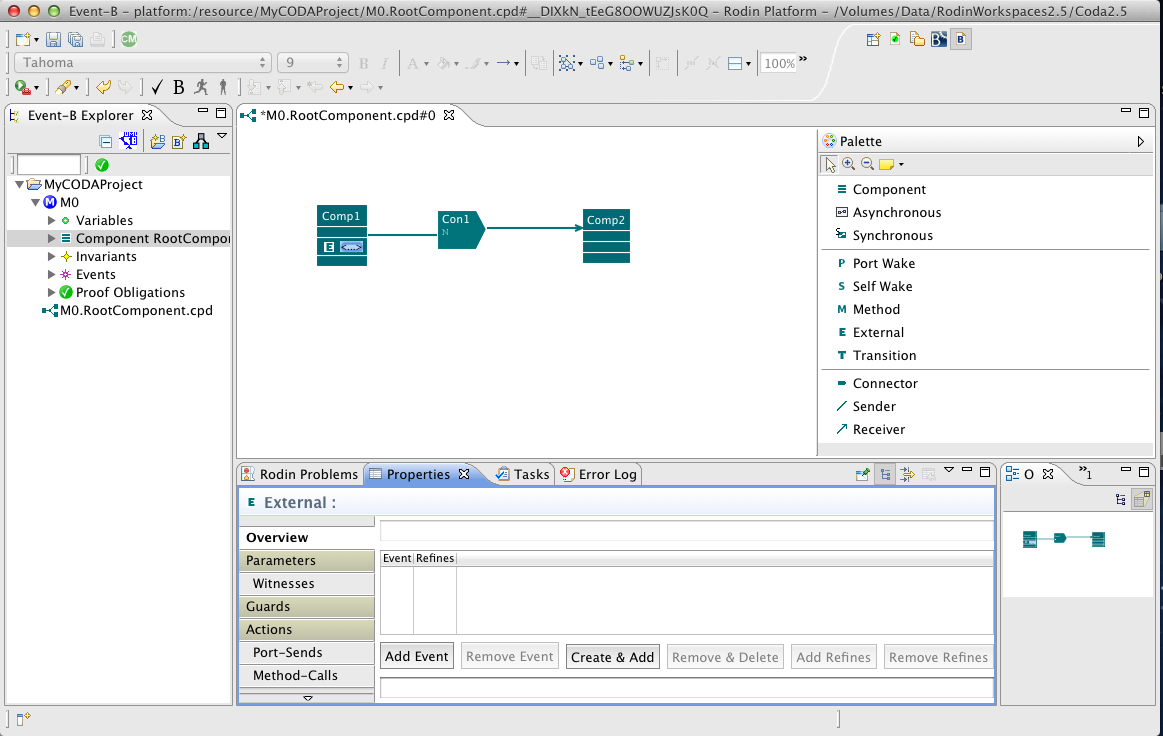 Event-B - platform:/resource/MyCODAProject/M0.RootComponent.cpd#__DIXkN_tEeG8OOWUZJsK0Q - Rodin Platform - /Volumes/Data/RodinWorkspaces2.5/Coda2.5
CM
Tahoma 9 B I A 100% »
B
Event-B Explorer
MyCODAProject
M0
Variables
Component RootCompo
Invariants
Events
Proof Obligations
M0.RootComponent.cpd
*M0.RootComponent.cpd#0
Comp1
E <...>
Con1
N
Comp2
Palette
Component
Asynchronous
Synchronous
P Port Wake
S Self Wake
M Method
E External
T Transition
Connector
Sender
Receiver
Rodin Problems Properties Tasks Error Log
E External :
Overview
Parameters
Witnesses
Guards
Actions
Port-Sends
Method-Calls
Event Refines
Add Event Remove Event Create & Add Remove & Delete Add Refines Remove Refines
O »1